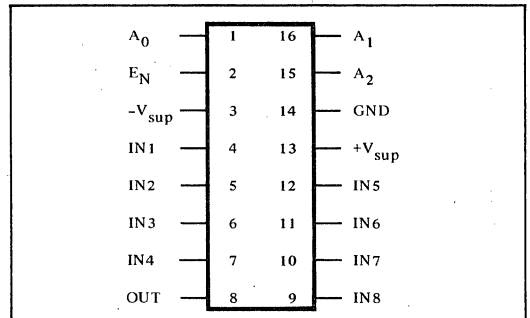 A0 1 16 A1
EN 2 15 A2
-Vsup 3 14 GND
IN1 4 13 +Vsup
IN2 5 12 IN5
IN3 6 11 IN6
IN4 7 10 IN7
OUT 8 9 IN8